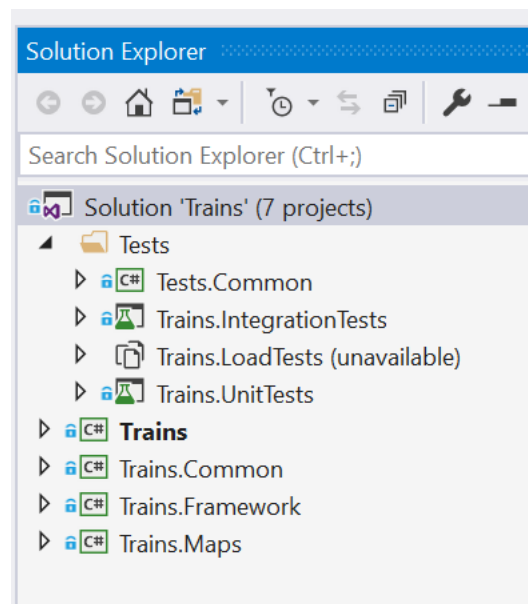 Solution Explorer
Search Solution Explorer (Ctrl+;)
Solution 'Trains' (7 projects)
Tests
C# Tests.Common
Trains.IntegrationTests
Trains.LoadTests (unavailable)
Trains.UnitTests
C# Trains
C# Trains.Common
C# Trains.Framework
C# Trains.Maps